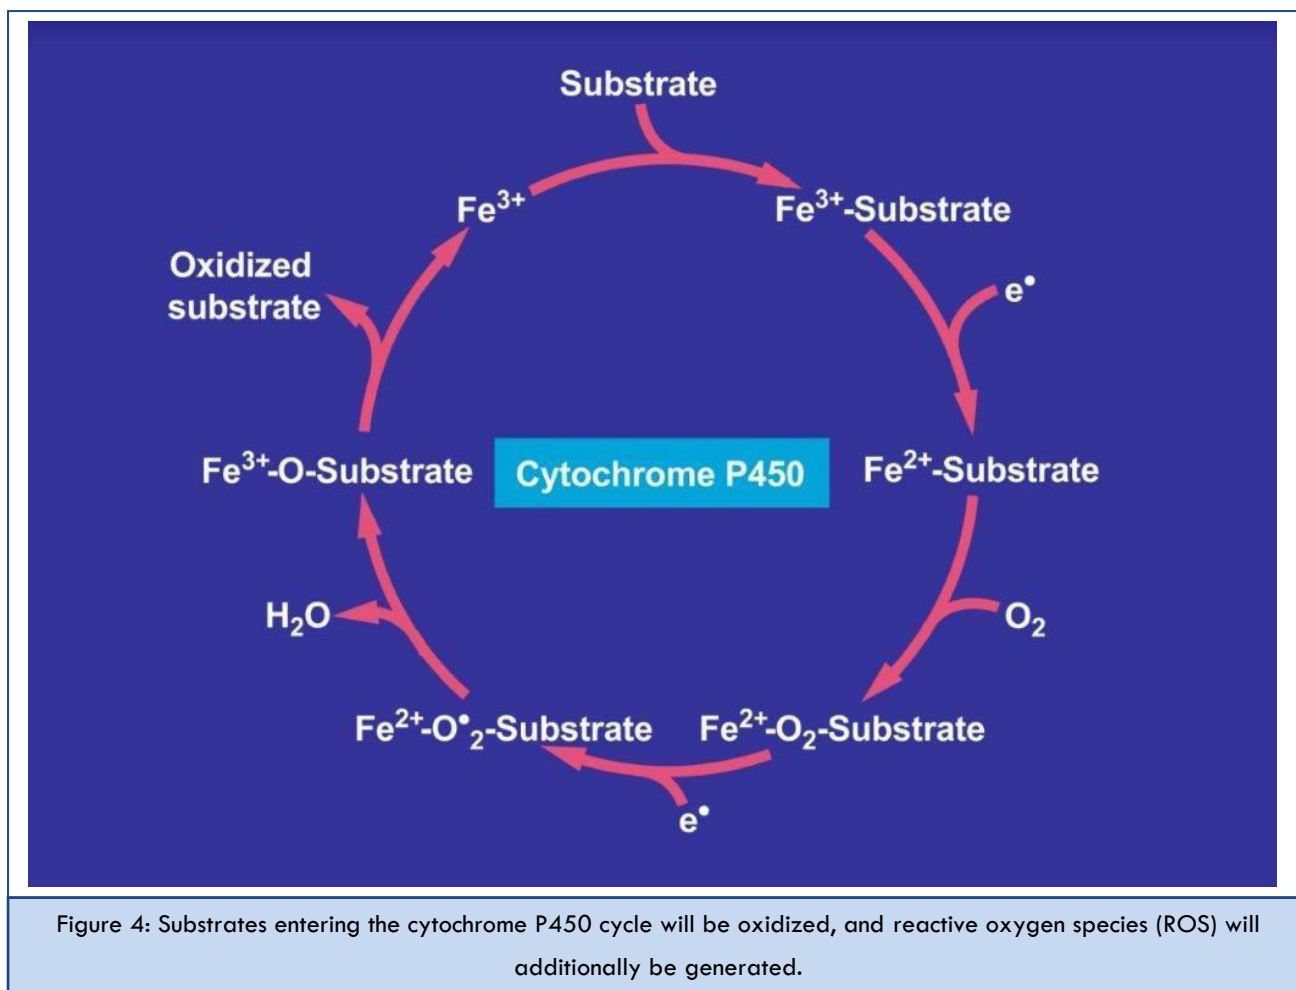 Substrate
Fe³⁺
Fe³⁺-Substrate
Oxidized
substrate
e•
Fe³⁺-O-Substrate
Cytochrome P450
Fe²⁺-Substrate
H₂O
O₂
Fe²⁺-O•₂-Substrate
Fe²⁺-O₂-Substrate
e•
Figure 4: Substrates entering the cytochrome P450 cycle will be oxidized, and reactive oxygen species (ROS) will
additionally be generated.